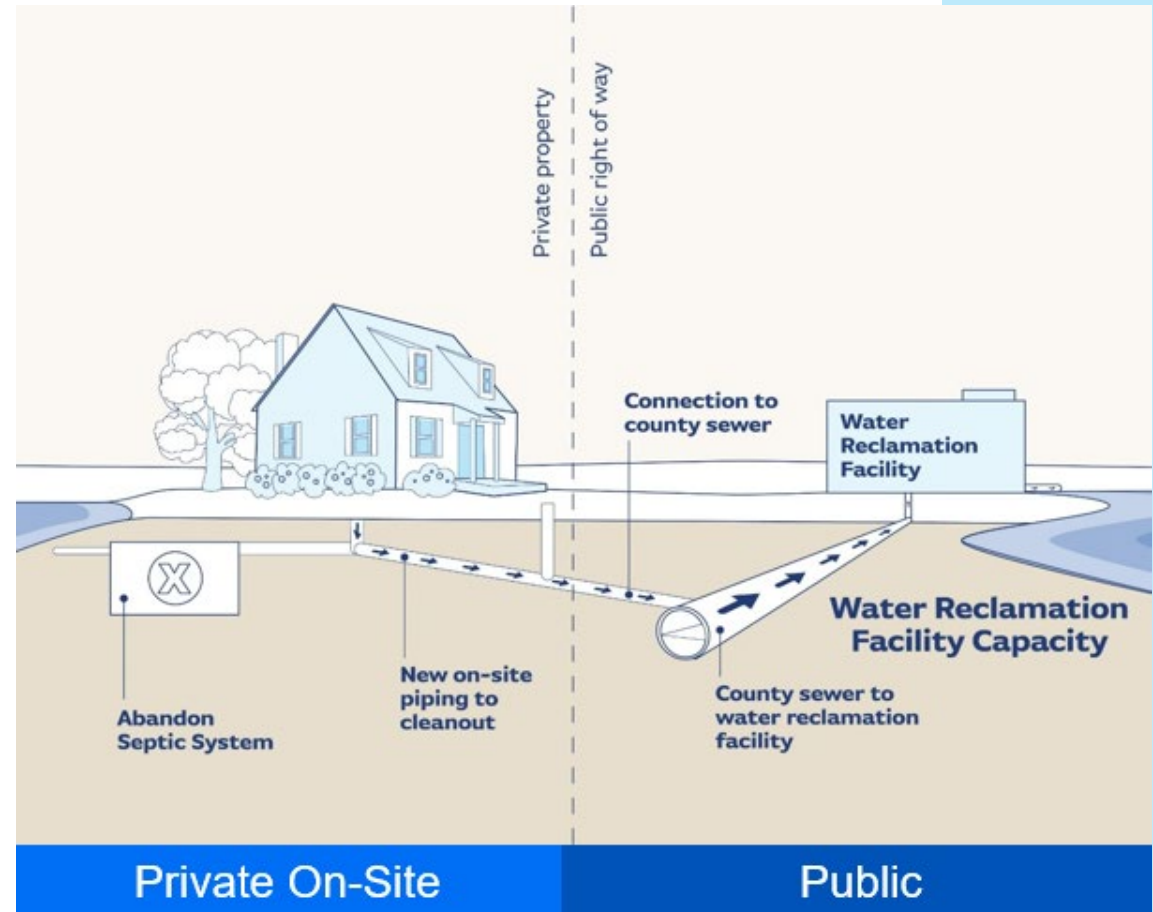 Private property
Public right of way
Connection to
county sewer
Water
Reclamation
Facility
X
Water Reclamation
Facility Capacity
New on-site
piping to
cleanout
County sewer to
water reclamation
facility
Abandon
Septic System
Private On-Site
Public